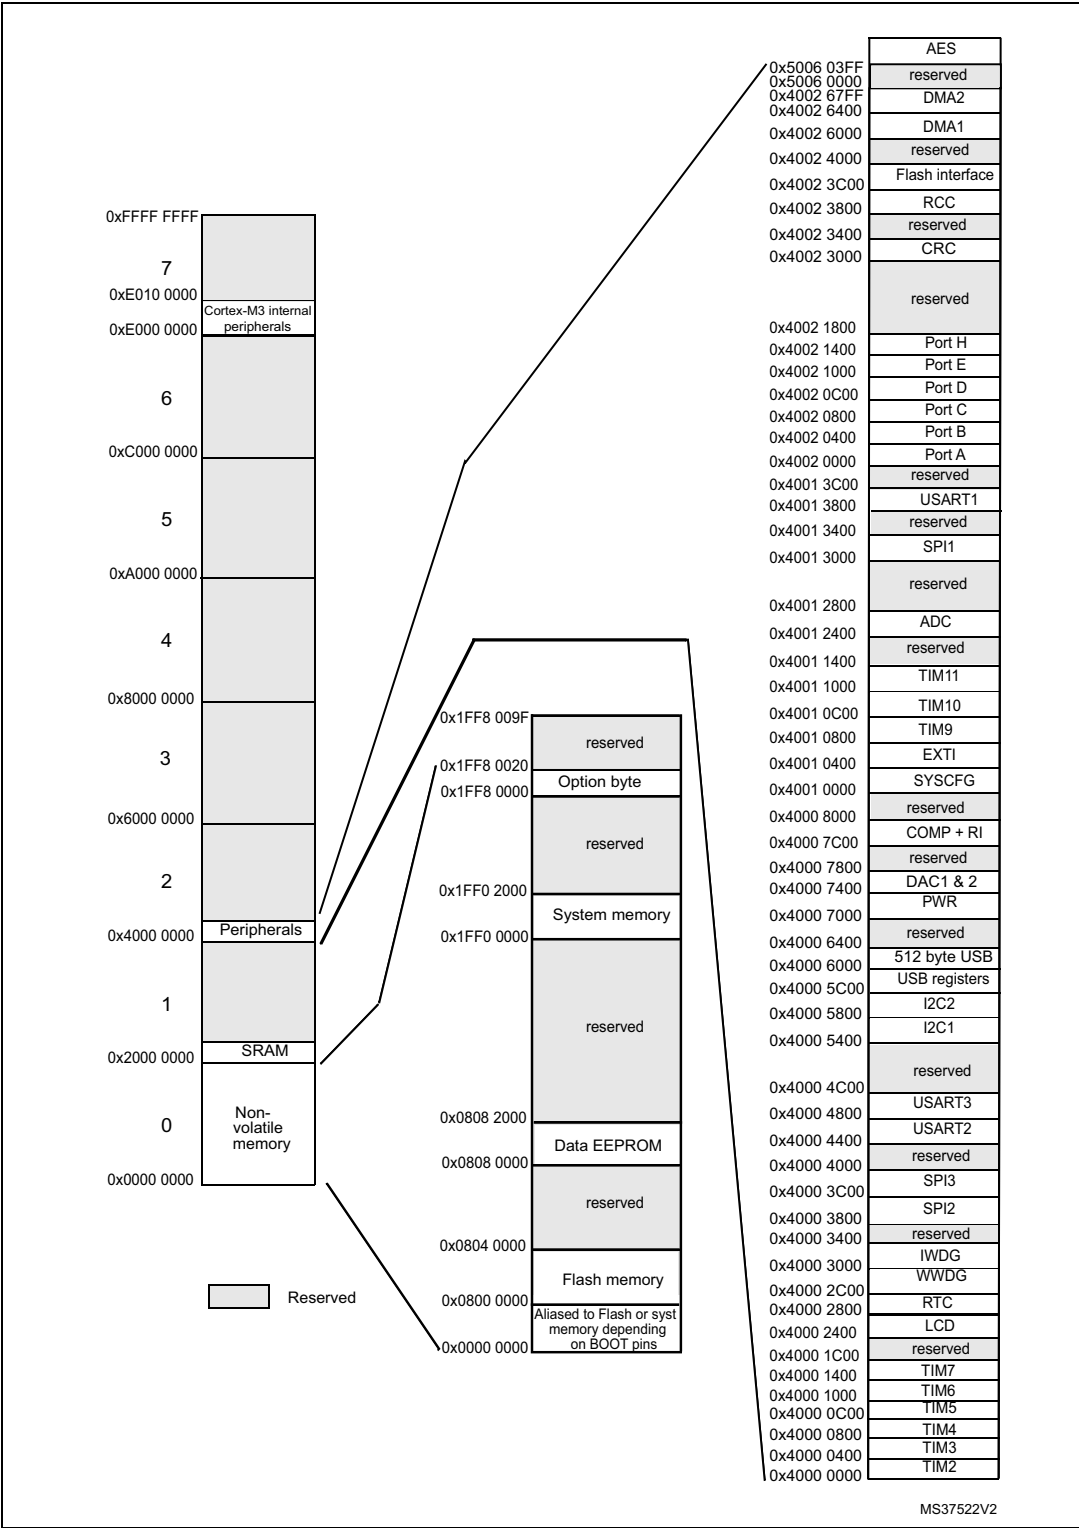 0xFFFF FFFF
7
0xE010 0000
Cortex-M3 internal
peripherals
0xE000 0000
6
0xC000 0000
5
0xA000 0000
4
0x8000 0000
3
0x6000 0000
2
Peripherals
0x4000 0000
1
SRAM
0x2000 0000
0
Non-
volatile
memory
0x0000 0000
Reserved
0x1FF8 009F
reserved
0x1FF8 0020
Option byte
0x1FF8 0000
reserved
0x1FF0 2000
System memory
0x1FF0 0000
reserved
0x0808 2000
Data EEPROM
0x0808 0000
reserved
0x0804 0000
Flash memory
0x0800 0000
Aliased to Flash or syst
memory depending
on BOOT pins
0x0000 0000
AES
0x5006 03FF
reserved
0x5006 0000
0x4002 67FF
DMA2
0x4002 6400
DMA1
0x4002 6000
reserved
0x4002 4000
Flash interface
0x4002 3C00
RCC
0x4002 3800
reserved
0x4002 3400
CRC
0x4002 3000
reserved
0x4002 1800
Port H
0x4002 1400
Port E
0x4002 1000
Port D
0x4002 0C00
Port C
0x4002 0800
Port B
0x4002 0400
Port A
0x4002 0000
reserved
0x4001 3C00
USART1
0x4001 3800
reserved
0x4001 3400
SPI1
0x4001 3000
reserved
0x4001 2800
ADC
0x4001 2400
reserved
0x4001 1400
TIM11
0x4001 1000
TIM10
0x4001 0C00
TIM9
0x4001 0800
EXTI
0x4001 0400
SYSCFG
0x4001 0000
reserved
0x4000 8000
COMP + RI
0x4000 7C00
reserved
0x4000 7800
DAC1 & 2
0x4000 7400
PWR
0x4000 7000
reserved
0x4000 6400
512 byte USB
0x4000 6000
USB registers
0x4000 5C00
I2C2
0x4000 5800
I2C1
0x4000 5400
reserved
0x4000 4C00
USART3
0x4000 4800
USART2
0x4000 4400
reserved
0x4000 4000
SPI3
0x4000 3C00
SPI2
0x4000 3800
reserved
0x4000 3400
IWDG
0x4000 3000
WWDG
0x4000 2C00
RTC
0x4000 2800
LCD
0x4000 2400
reserved
0x4000 1C00
TIM7
0x4000 1400
TIM6
0x4000 1000
TIM5
0x4000 0C00
TIM4
0x4000 0800
TIM3
0x4000 0400
TIM2
0x4000 0000
MS37522V2